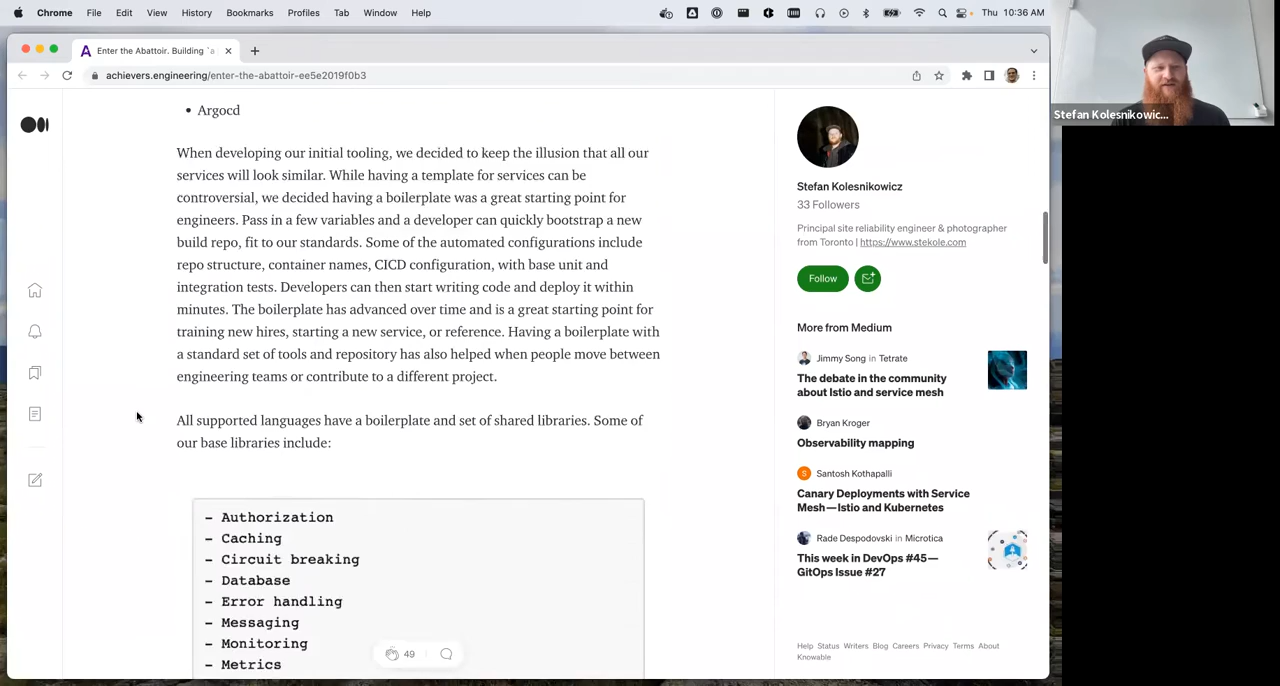 Chrome File Edit View History Bookmarks Profiles Tab Window Help Thu 10:36 AM
Enter the Abattoir. Building `a
achievers.engineering/enter-the-abattoir-ee5e2019f0b3
Stefan Kolesnikowic...
• Argocd
When developing our initial tooling, we decided to keep the illusion that all our
services will look similar. While having a template for services can be
controversial, we decided having a boilerplate was a great starting point for
engineers. Pass in a few variables and a developer can quickly bootstrap a new
build repo, fit to our standards. Some of the automated configurations include
repo structure, container names, CICD configuration, with base unit and
integration tests. Developers can then start writing code and deploy it within
minutes. The boilerplate has advanced over time and is a great starting point for
training new hires, starting a new service, or reference. Having a boilerplate with
a standard set of tools and repository has also helped when people move between
engineering teams or contribute to a different project.
All supported languages have a boilerplate and set of shared libraries. Some of
our base libraries include:
- Authorization
- Caching
- Circuit breaking
- Database
- Error handling
- Messaging
- Monitoring
- Metrics
49
Stefan Kolesnikowicz
33 Followers
Principal site reliability engineer & photographer
from Toronto | https://www.stekole.com
Follow
More from Medium
Jimmy Song in Tetrate
The debate in the community
about Istio and service mesh
Bryan Kroger
Observability mapping
S Santosh Kothapalli
Canary Deployments with Service
Mesh—Istio and Kubernetes
Rade Despodovski in Microtica
This week in DevOps #45—
GitOps Issue #27
Help Status Writers Blog Careers Privacy Terms About
Knowable